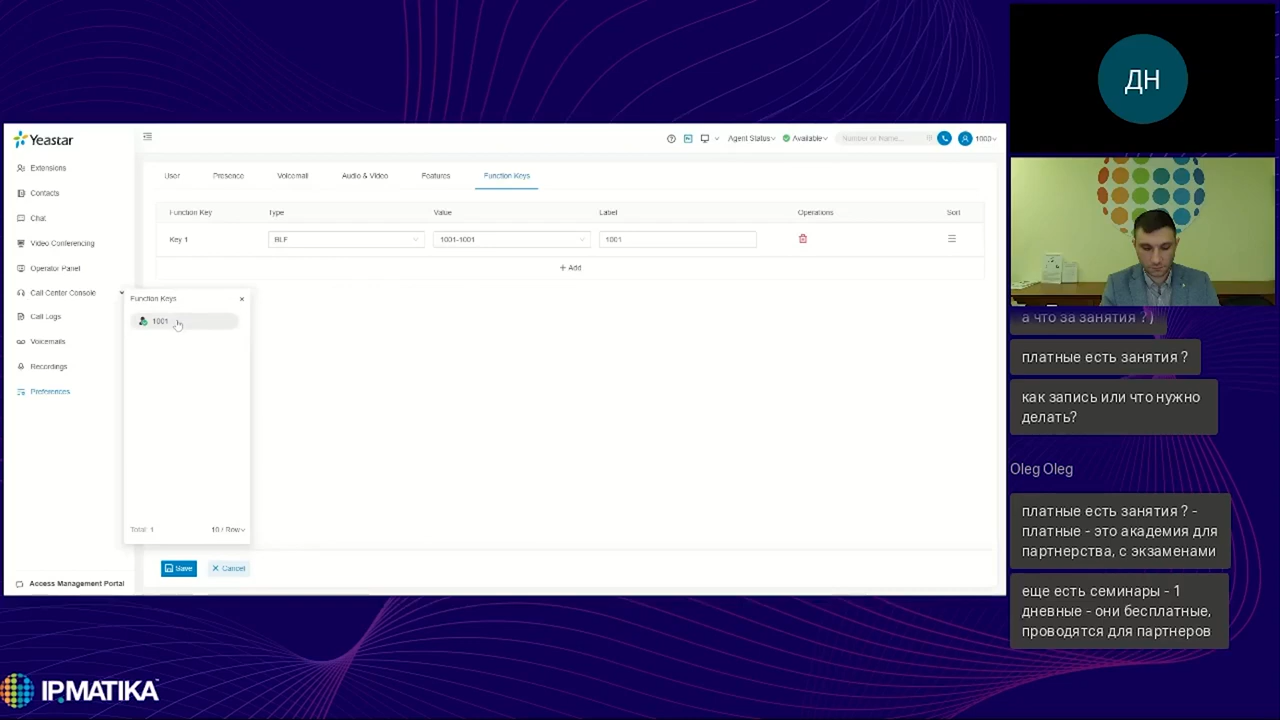 Yeastar
Agent Status
Available
Number or Name...
1000
Extensions
Contacts
Chat
Video Conferencing
Operator Panel
Call Center Console
Call Logs
Voicemails
Recordings
Preferences
Access Management Portal
User
Presence
Voicemail
Audio & Video
Features
Function Keys
Function Key
Type
Value
Label
Operations
Sort
Key 1
BLF
1001-1001
1001
+ Add
Function Keys
1001
Total: 1
10 / Row
Save
Cancel
IPMATIKA
ДН
а что за занятия ?)
платные есть занятия ?
как запись или что нужно
делать?
Oleg Oleg
платные есть занятия ? -
платные - это академия для
партнерства, с экзаменами
еще есть семинары - 1
дневные - они бесплатные,
проводятся для партнеров